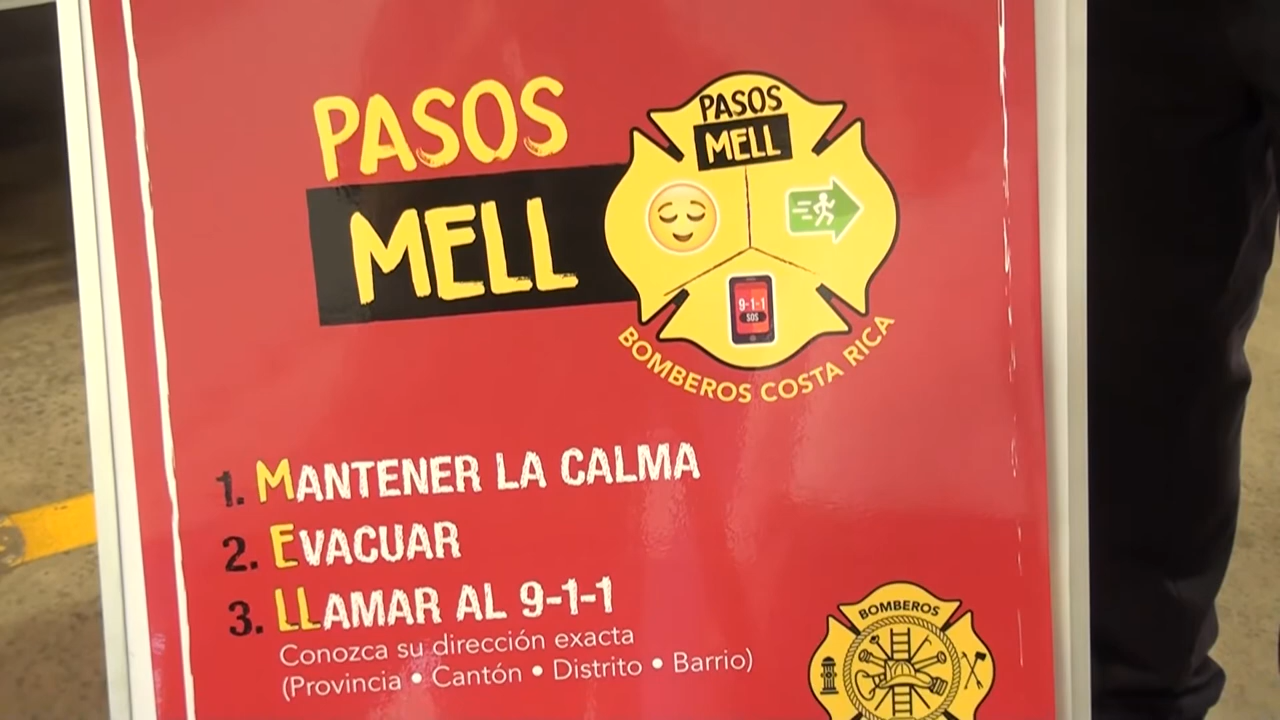 PASOS
MELL
PASOS
MELL
9-1-1
SOS
BOMBEROS COSTA RICA
1. MANTENER LA CALMA
2. EVACUAR
3. LLAMAR AL 9-1-1
Conozca su dirección exacta
(Provincia • Cantón • Distrito • Barrio)
BOMBEROS